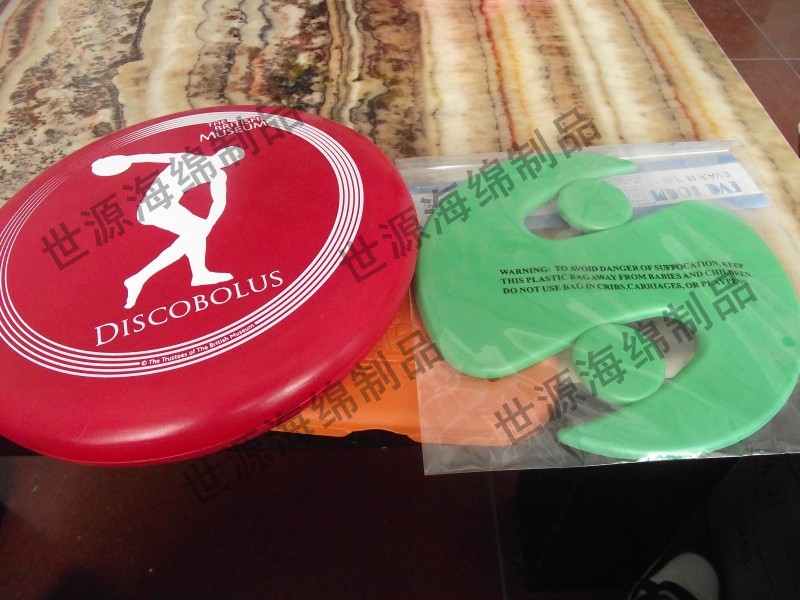 THE
BRITISH
MUSEUM
DISCOBOLUS
© The Trustees of The British Museum
EVA FOAM
WARNING: TO AVOID DANGER OF SUFFOCATION,KEEP
THIS PLASTIC BAG AWAY FROM BABIES AND CHILDREN.
DO NOT USE BAG IN CRIBS,CARRIAGES, OR PLAYPENS
世源海绵制品
世源海绵制品
世源海绵制品
世源海绵制品